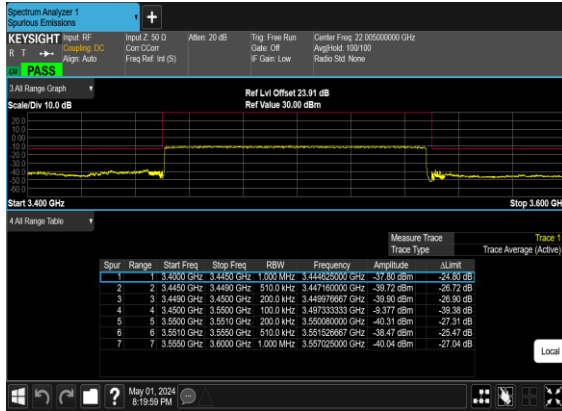 Spectrum Analyzer 1
Spurious Emissions
+
KEYSIGHT Input: RF Input Z: 50 Ω Atten: 20 dB Trig: Free Run Center Freq: 22.005000000 GHz
R T Coupling: DC Corr CCorr Gate: Off Avg|Hold: 100/100
Align: Auto Freq Ref: Int (S) IF Gain: Low Radio Std: None
PASS
3 All Range Graph
Ref Lvl Offset 23.91 dB
Scale/Div 10.0 dB Ref Value 30.00 dBm
20.0
10.0
0.00
-10.0
-20.0
-30.0
-40.0
-50.0
-60.0
Start 3.400 GHz Stop 3.600 GH
4 All Range Table
Measure Trace Trace 1
Trace Type Trace Average (Active)
Spur Range Start Freq Stop Freq RBW Frequency Amplitude ΔLimit
1 1 3.4000 GHz 3.4450 GHz 1.000 MHz 3.444625000 GHz -37.80 dBm -24.80 dB
2 2 3.4450 GHz 3.4490 GHz 510.0 kHz 3.447160000 GHz -39.72 dBm -26.72 dB
3 3 3.4490 GHz 3.4500 GHz 200.0 kHz 3.449976667 GHz -39.90 dBm -26.90 dB
4 4 3.4500 GHz 3.5500 GHz 100.0 kHz 3.497333333 GHz -9.377 dBm -39.38 dB
5 5 3.5500 GHz 3.5510 GHz 200.0 kHz 3.550080000 GHz -40.31 dBm -27.31 dB
6 6 3.5510 GHz 3.5550 GHz 510.0 kHz 3.551526667 GHz -38.47 dBm -25.47 dB
7 7 3.5550 GHz 3.6000 GHz 1.000 MHz 3.557025000 GHz -40.04 dBm -27.04 dB
Local
? May 01, 2024
8:19:59 PM